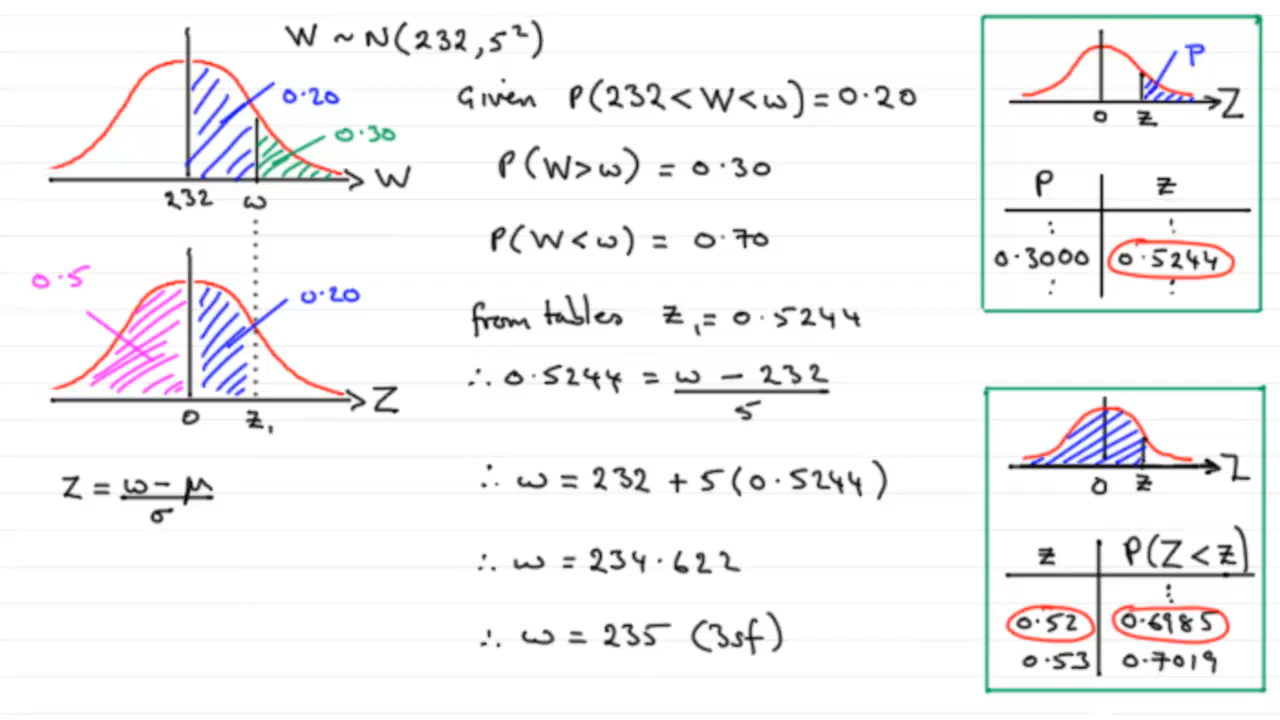 W ~ N(232, 5²)
0.20
0.30
W
232 ω
Given P(232 < W < ω) = 0.20
P(W > ω) = 0.30
P(W < ω) = 0.70
0.5
0.20
Z
0 z₁
from tables z₁ = 0.5244
∴ 0.5244 = ω - 232
5
Z = ω - μ
σ
∴ ω = 232 + 5(0.5244)
∴ ω = 234.622
∴ ω = 235 (3sf)
P
0 z Z
P z
⋮ ⋮
0.3000 0.5244
⋮ ⋮
Z
0 z
z P(Z < z)
⋮
0.52 0.6985
0.53 0.7019